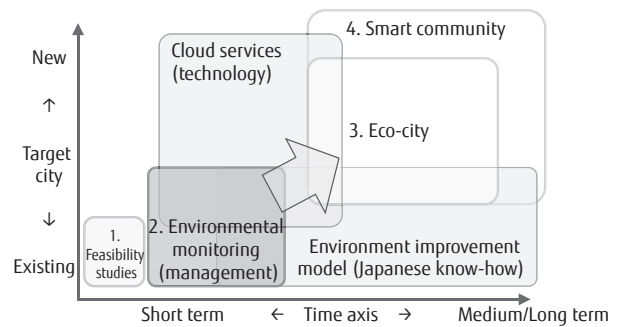 4. Smart community
Cloud services
(technology)
New
↑
Target
city
↓
Existing
3. Eco-city
1.
Feasibility
studies
2. Environmental
monitoring
(management)
Environment improvement
model (Japanese know-how)
Short term ← Time axis → Medium/Long term